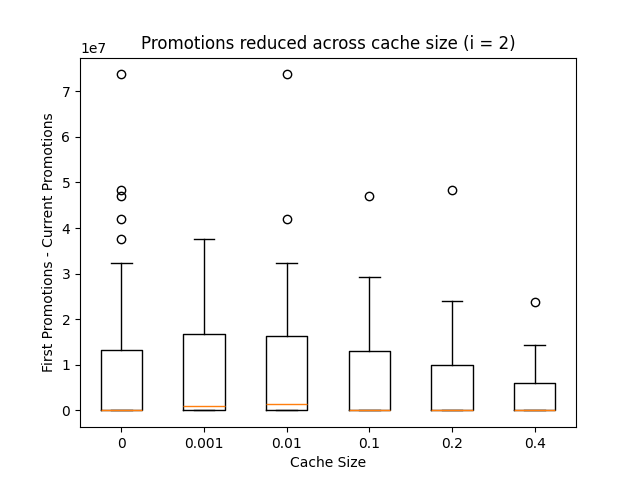 Promotions reduced across cache size (i = 2)
1e7
7
6
5
4
3
2
1
0
First Promotions - Current Promotions
0 0.001 0.01 0.1 0.2 0.4
Cache Size